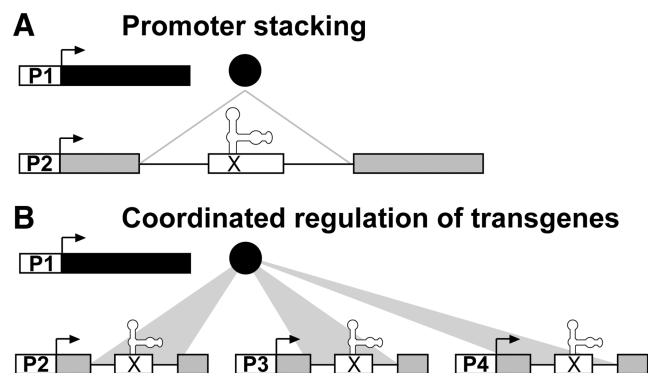 A Promoter stacking
P1
X
P2
B Coordinated regulation of transgenes
P1
P2 X P3 X P4 X